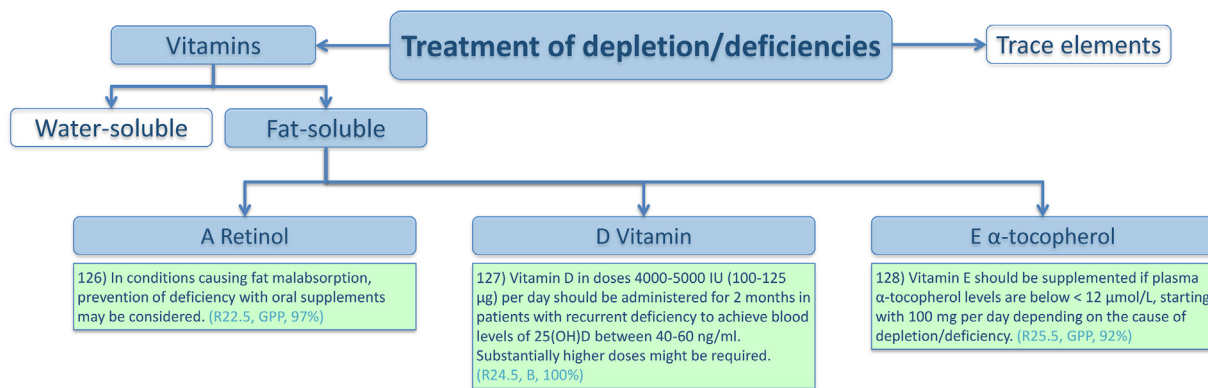 Vitamins
Treatment of depletion/deficiencies
Trace elements
Water-soluble
Fat-soluble
A Retinol
126) In conditions causing fat malabsorption,
prevention of deficiency with oral supplements
may be considered. (R22.5, GPP, 97%)
D Vitamin
127) Vitamin D in doses 4000-5000 IU (100-125
µg) per day should be administered for 2 months in
patients with recurrent deficiency to achieve blood
levels of 25(OH)D between 40-60 ng/ml.
Substantially higher doses might be required.
(R24.5, B, 100%)
E α-tocopherol
128) Vitamin E should be supplemented if plasma
α-tocopherol levels are below < 12 µmol/L, starting
with 100 mg per day depending on the cause of
depletion/deficiency. (R25.5, GPP, 92%)